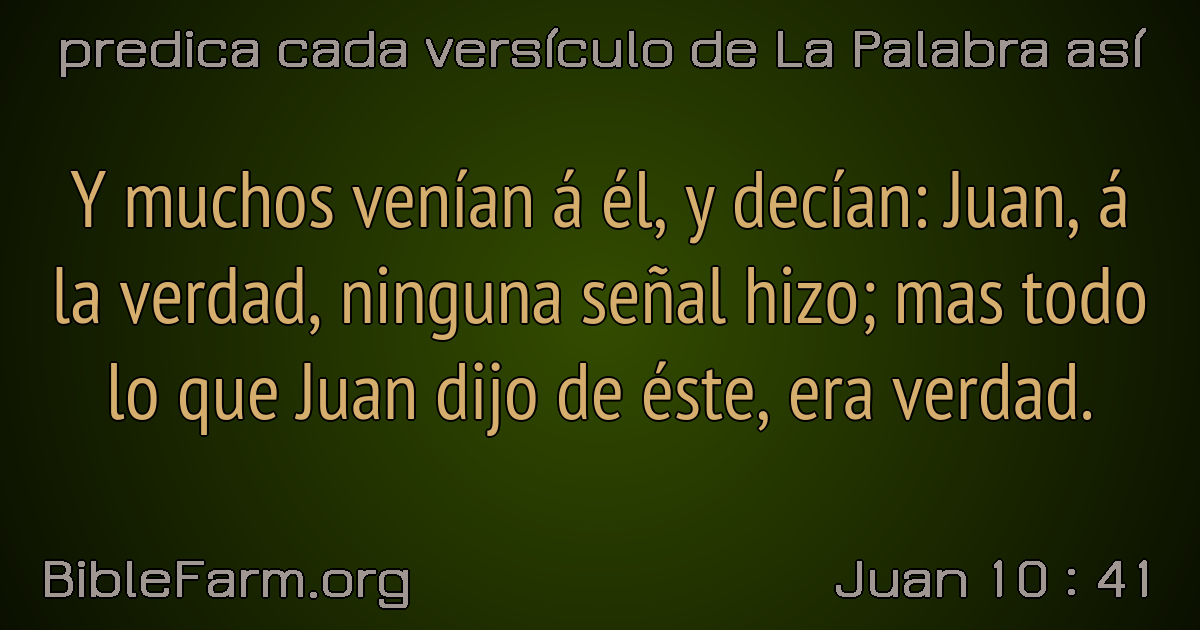 predica cada versículo de La Palabra así
Y muchos venían á él, y decían: Juan, á
la verdad, ninguna señal hizo; mas todo
lo que Juan dijo de éste, era verdad.
BibleFarm.org
Juan 10 : 41